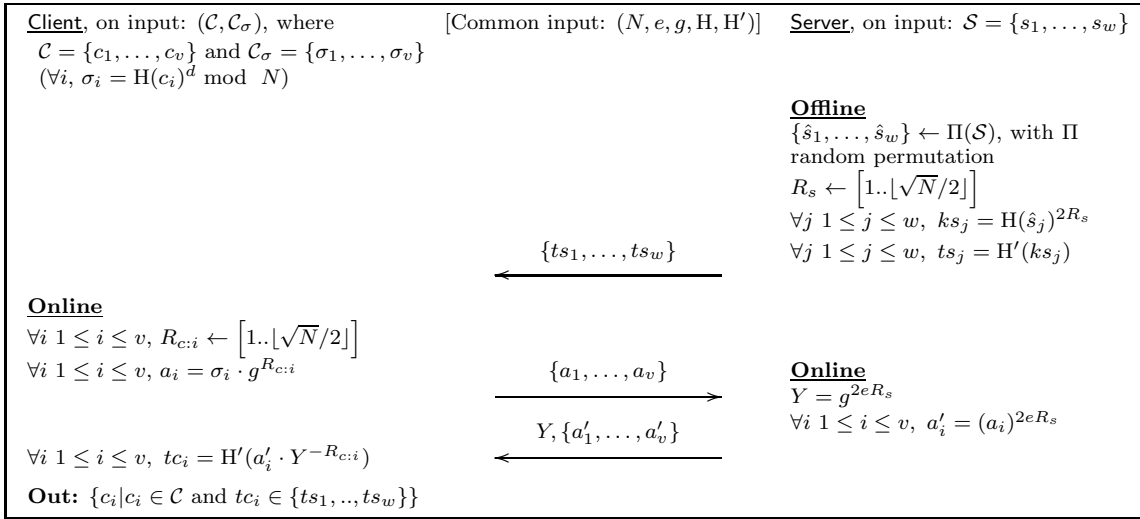 Client, on input: (𝒞, 𝒞_σ), where
𝒞 = {c_1, . . . , c_v} and 𝒞_σ = {σ_1, . . . , σ_v}
(∀i, σ_i = H(c_i)^d mod N)
[Common input: (N, e, g, H, H′)]
Server, on input: 𝒮 = {s_1, . . . , s_w}
Offline
{ŝ_1, . . . , ŝ_w} ← Π(𝒮), with Π
random permutation
R_s ← [1..⌊√N/2⌋]
∀j 1 ≤ j ≤ w, ks_j = H(ŝ_j)^{2R_s}
∀j 1 ≤ j ≤ w, ts_j = H′(ks_j)
{ts_1, . . . , ts_w}
Online
∀i 1 ≤ i ≤ v, R_{c:i} ← [1..⌊√N/2⌋]
∀i 1 ≤ i ≤ v, a_i = σ_i · g^{R_{c:i}}
{a_1, . . . , a_v}
Online
Y = g^{2eR_s}
∀i 1 ≤ i ≤ v, a′_i = (a_i)^{2eR_s}
Y, {a′_1, . . . , a′_v}
∀i 1 ≤ i ≤ v, tc_i = H′(a′_i · Y^{−R_{c:i}})
Out: {c_i|c_i ∈ 𝒞 and tc_i ∈ {ts_1, .., ts_w}}